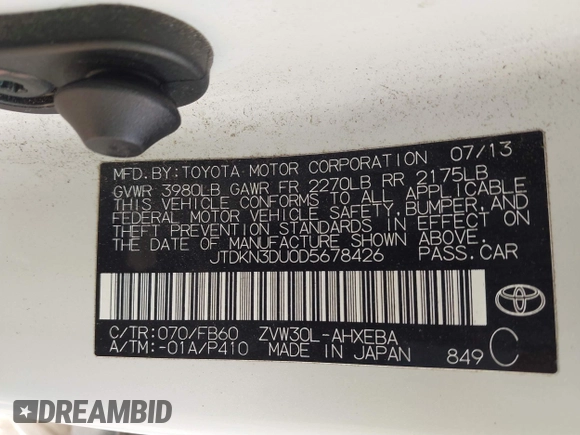 MFD. BY: TOYOTA MOTOR CORPORATION 07/13
GVWR 3980LB GAWR FR 2270LB RR 2175LB
THIS VEHICLE CONFORMS TO ALL APPLICABLE
FEDERAL MOTOR VEHICLE SAFETY, BUMPER, AND
THEFT PREVENTION STANDARDS IN EFFECT ON
THE DATE OF MANUFACTURE SHOWN ABOVE.
JTDKN3DU0D5678426 PASS. CAR
C/TR: 070/FB60 ZVW30L-AHXEBA
A/TM: -01A/P410 MADE IN JAPAN 849 C
TOYOTA
DREAMBID